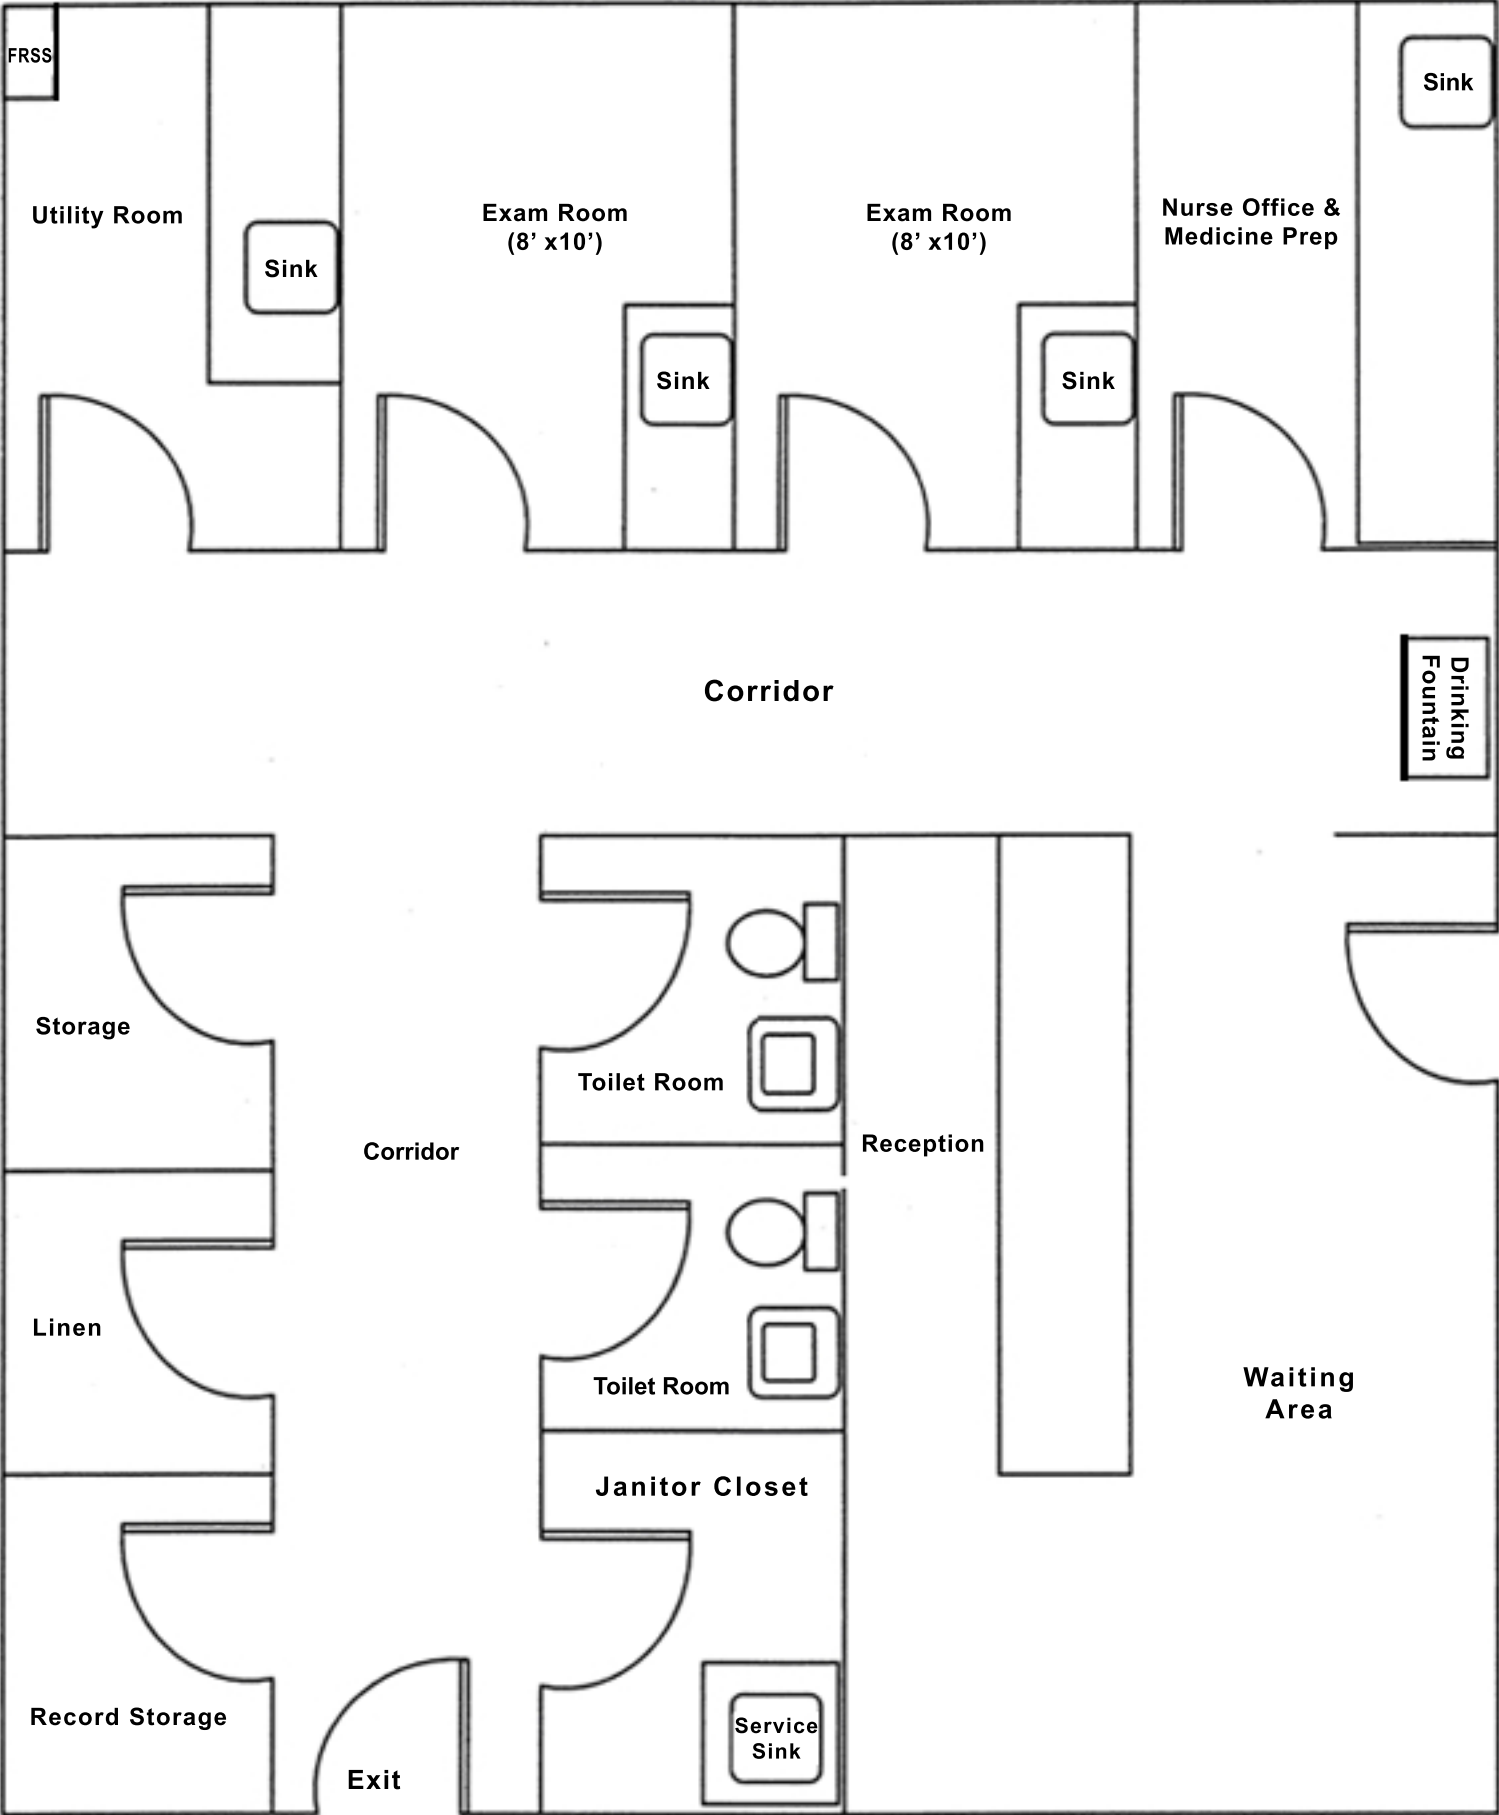 FRSS
Sink
Utility Room
Exam Room
(8’ x10’)
Exam Room
(8’ x10’)
Nurse Office &
Medicine Prep
Sink
Sink
Sink
Corridor
Drinking
Fountain
Storage
Toilet Room
Corridor
Reception
Linen
Toilet Room
Waiting
Area
Janitor Closet
Record Storage
Service
Sink
Exit